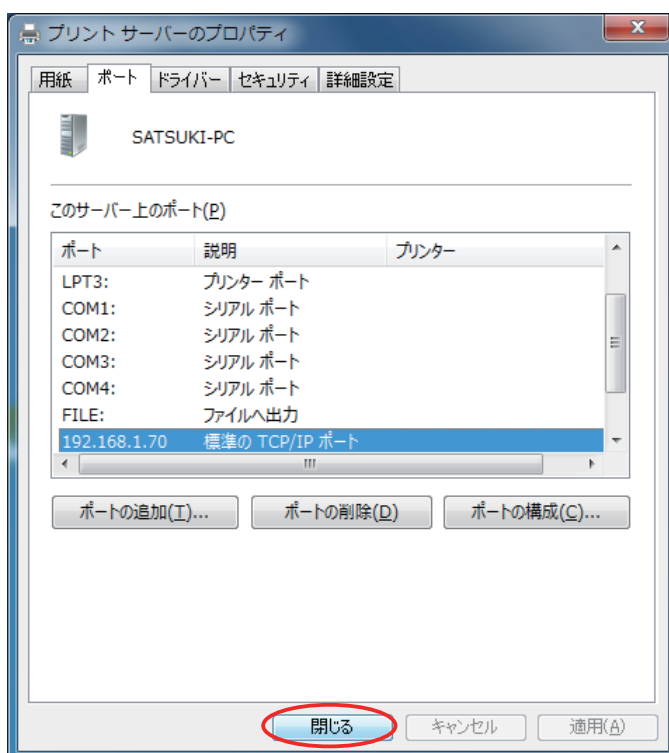 プリント サーバーのプロパティ
用紙 ポート ドライバー セキュリティ 詳細設定
SATSUKI-PC
このサーバー上のポート(P)
ポート 説明 プリンター
LPT3: プリンター ポート
COM1: シリアル ポート
COM2: シリアル ポート
COM3: シリアル ポート
COM4: シリアル ポート
FILE: ファイルへ出力
192.168.1.70 標準の TCP/IP ポート
ポートの追加(T)... ポートの削除(D) ポートの構成(C)...
閉じる キャンセル 適用(A)